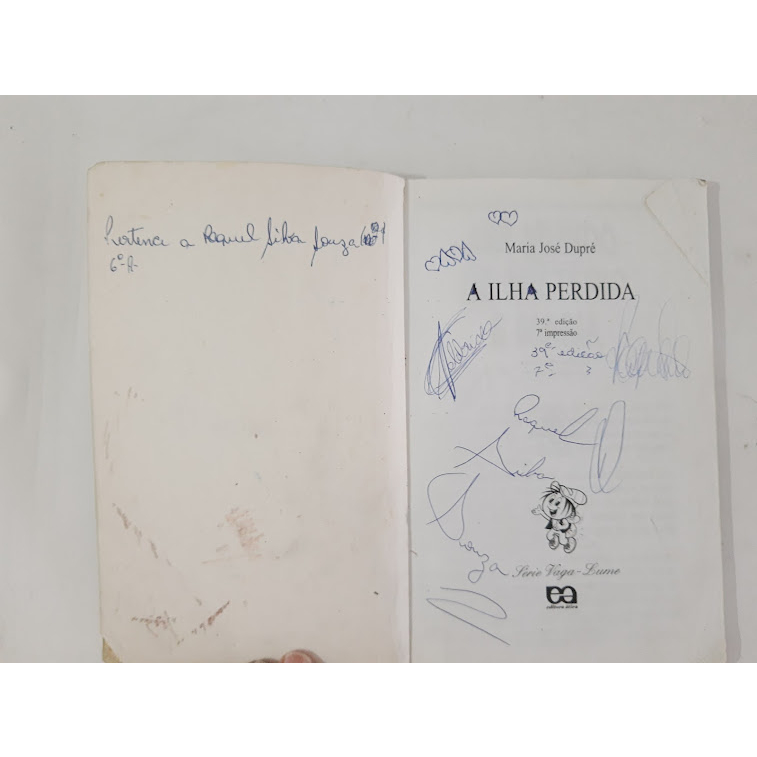 Pertence a Raquel Silva Souza
6º A
Maria José Dupré
A ILHA PERDIDA
39.ª edição
7ª impressão
39ª edição
7ª
Raquel
Silva
Souza
Série Vaga-Lume
editora ática